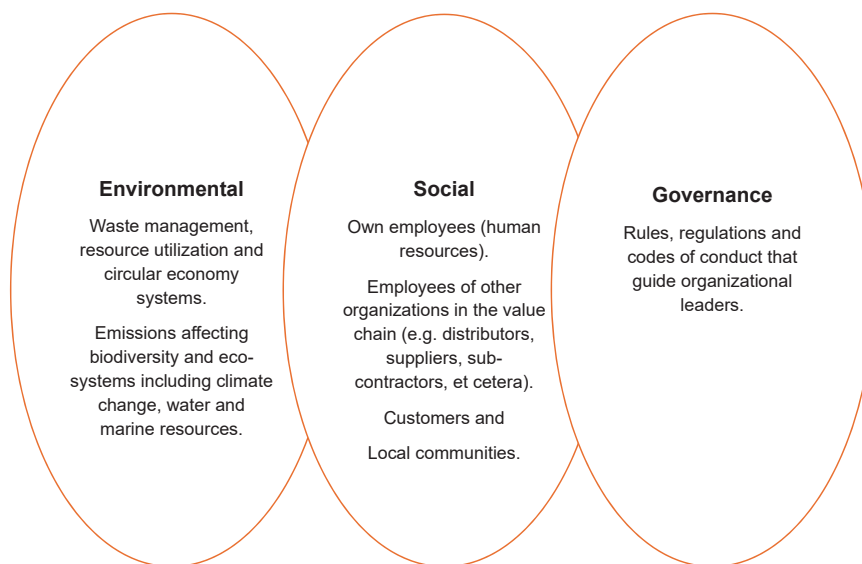 Environmental
Waste management,
resource utilization and
circular economy
systems.
Emissions affecting
biodiversity and eco-
systems including climate
change, water and
marine resources.
Social
Own employees (human
resources).
Employees of other
organizations in the value
chain (e.g. distributors,
suppliers, sub-
contractors, et cetera).
Customers and
Local communities.
Governance
Rules, regulations and
codes of conduct that
guide organizational
leaders.